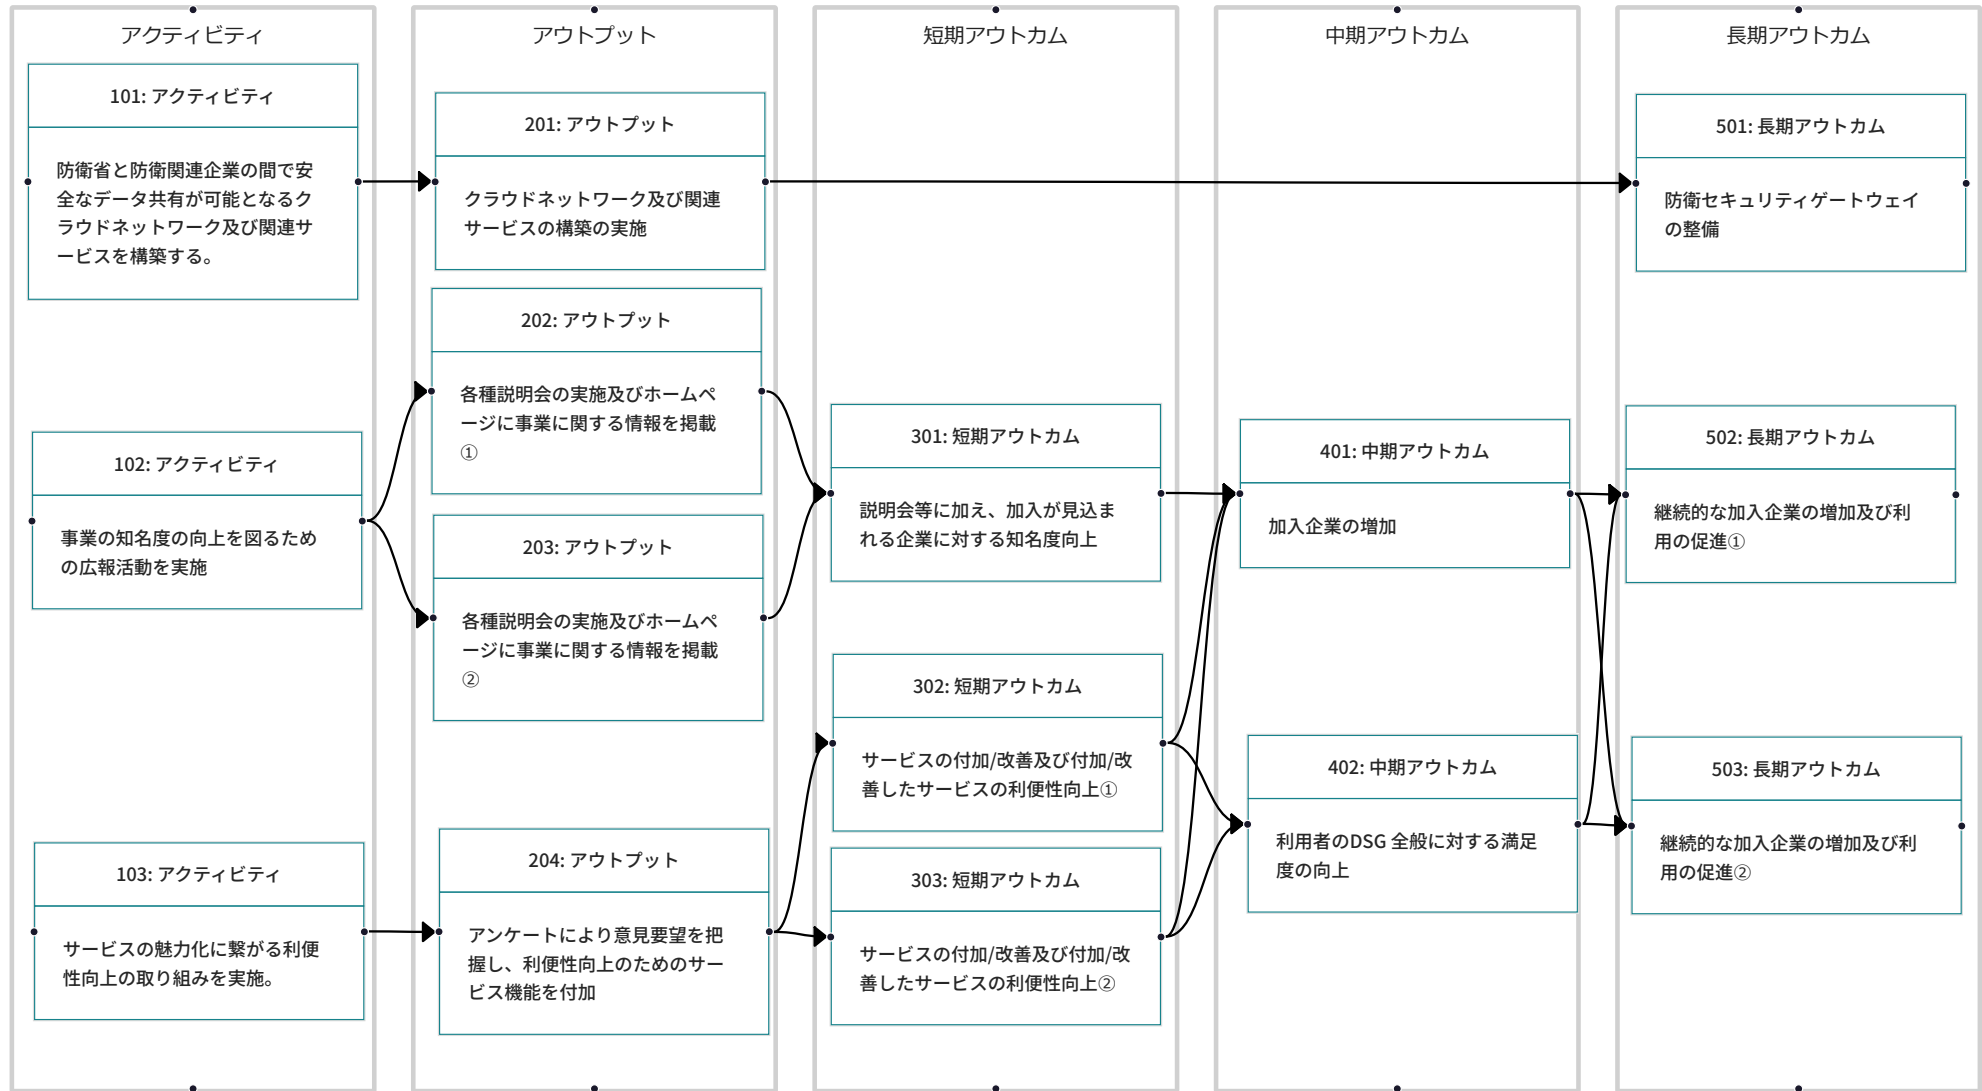 アクティビティ
101: アクティビティ
防衛省と防衛関連企業の間で安
全なデータ共有が可能となるク
ラウドネットワーク及び関連サ
ービスを構築する。
102: アクティビティ
事業の知名度の向上を図るため
の広報活動を実施
103: アクティビティ
サービスの魅力化に繋がる利便
性向上の取り組みを実施。
アウトプット
201: アウトプット
クラウドネットワーク及び関連
サービスの構築の実施
202: アウトプット
各種説明会の実施及びホームペ
ージに事業に関する情報を掲載
①
203: アウトプット
各種説明会の実施及びホームペ
ージに事業に関する情報を掲載
②
204: アウトプット
アンケートにより意見要望を把
握し、利便性向上のためのサー
ビス機能を付加
短期アウトカム
301: 短期アウトカム
説明会等に加え、加入が見込ま
れる企業に対する知名度向上
302: 短期アウトカム
サービスの付加/改善及び付加/改
善したサービスの利便性向上①
303: 短期アウトカム
サービスの付加/改善及び付加/改
善したサービスの利便性向上②
中期アウトカム
401: 中期アウトカム
加入企業の増加
402: 中期アウトカム
利用者のDSG 全般に対する満足
度の向上
長期アウトカム
501: 長期アウトカム
防衛セキュリティゲートウェイ
の整備
502: 長期アウトカム
継続的な加入企業の増加及び利
用の促進①
503: 長期アウトカム
継続的な加入企業の増加及び利
用の促進②